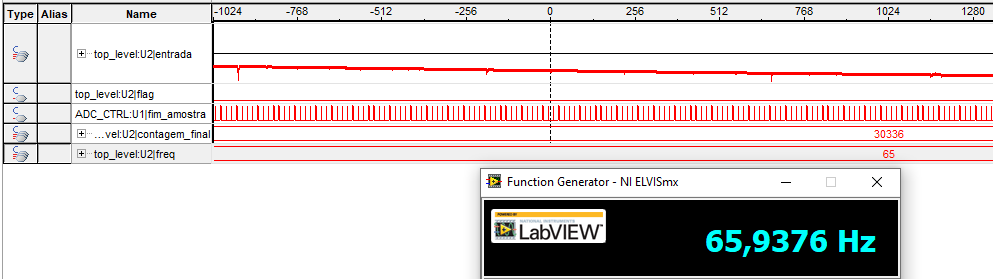 Type Alias Name -1024 -768 -512 -256 0 256 512 768 1024 1280
top_level:U2|entrada
top_level:U2|flag
ADC_CTRL:U1|fim_amostra
...vel:U2|contagem_final 30336
top_level:U2|freq 65
Function Generator - NI ELVISmx
POWERED BY
NATIONAL INSTRUMENTS
LabVIEW™
65,9376 Hz